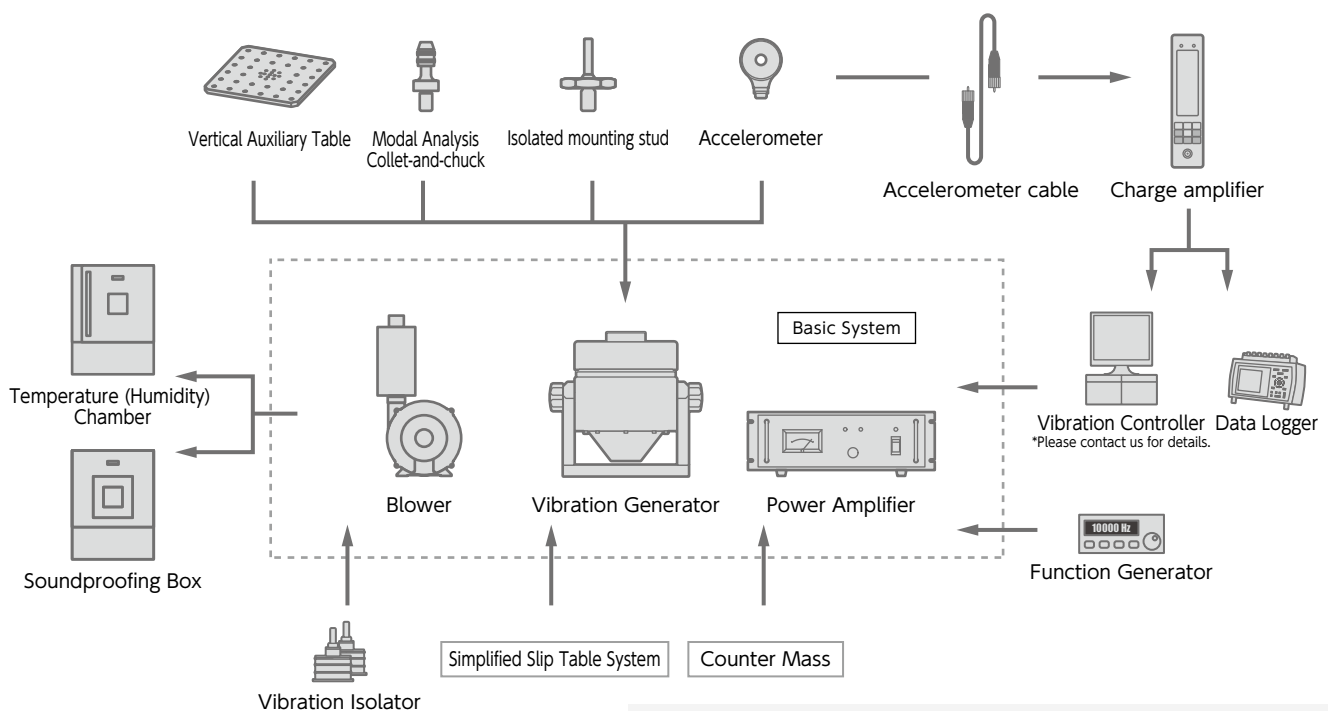 Vertical Auxiliary Table
Modal Analysis
Collet-and-chuck
Isolated mounting stud
Accelerometer
Accelerometer cable
Charge amplifier
Basic System
Temperature (Humidity)
Chamber
Vibration Controller
*Please contact us for details.
Data Logger
Blower
Vibration Generator
Power Amplifier
10000 Hz
Soundproofing Box
Function Generator
Simplified Slip Table System
Counter Mass
Vibration Isolator